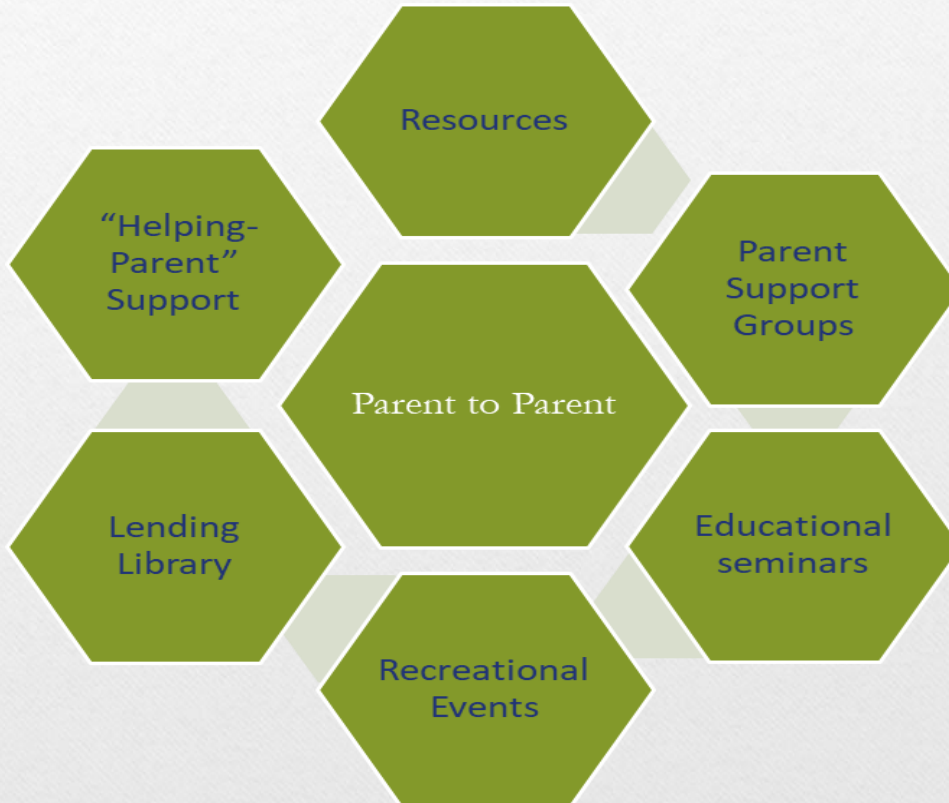 Resources
Parent
Support
Groups
Educational
seminars
Recreational
Events
Lending
Library
“Helping-
Parent”
Support
Parent to Parent